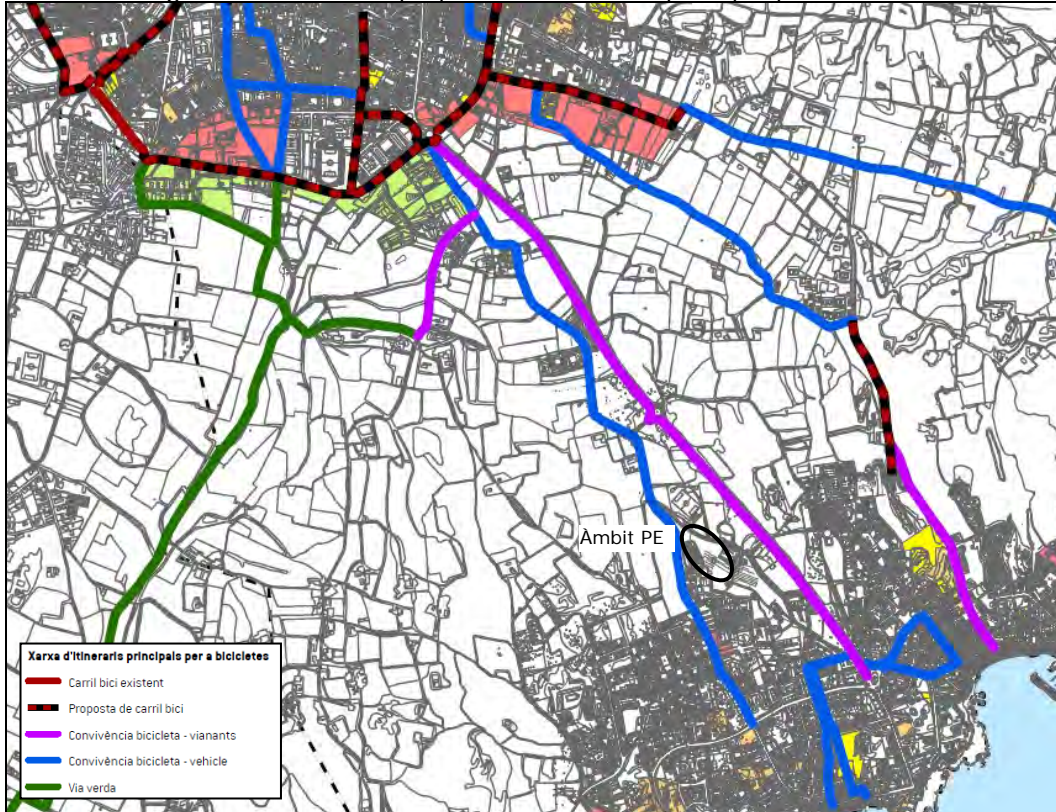 Àmbit PE
Xarxa d'itineraris principals per a bicicletes
Carril bici existent
Proposta de carril bici
Convivència bicicleta - vianants
Convivència bicicleta - vehicle
Via verda